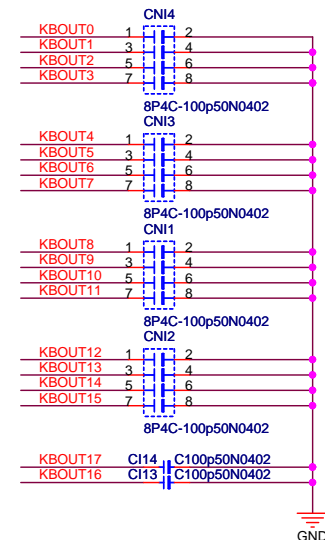 CNI4
KBOUT0 1 2
KBOUT1 3 4
KBOUT2 5 6
KBOUT3 7 8
8P4C-100p50N0402
CNI3
KBOUT4 1 2
KBOUT5 3 4
KBOUT6 5 6
KBOUT7 7 8
8P4C-100p50N0402
CNI1
KBOUT8 1 2
KBOUT9 3 4
KBOUT10 5 6
KBOUT11 7 8
8P4C-100p50N0402
CNI2
KBOUT12 1 2
KBOUT13 3 4
KBOUT14 5 6
KBOUT15 7 8
8P4C-100p50N0402
KBOUT17 CI14 C100p50N0402
KBOUT16 CI13 C100p50N0402
GND